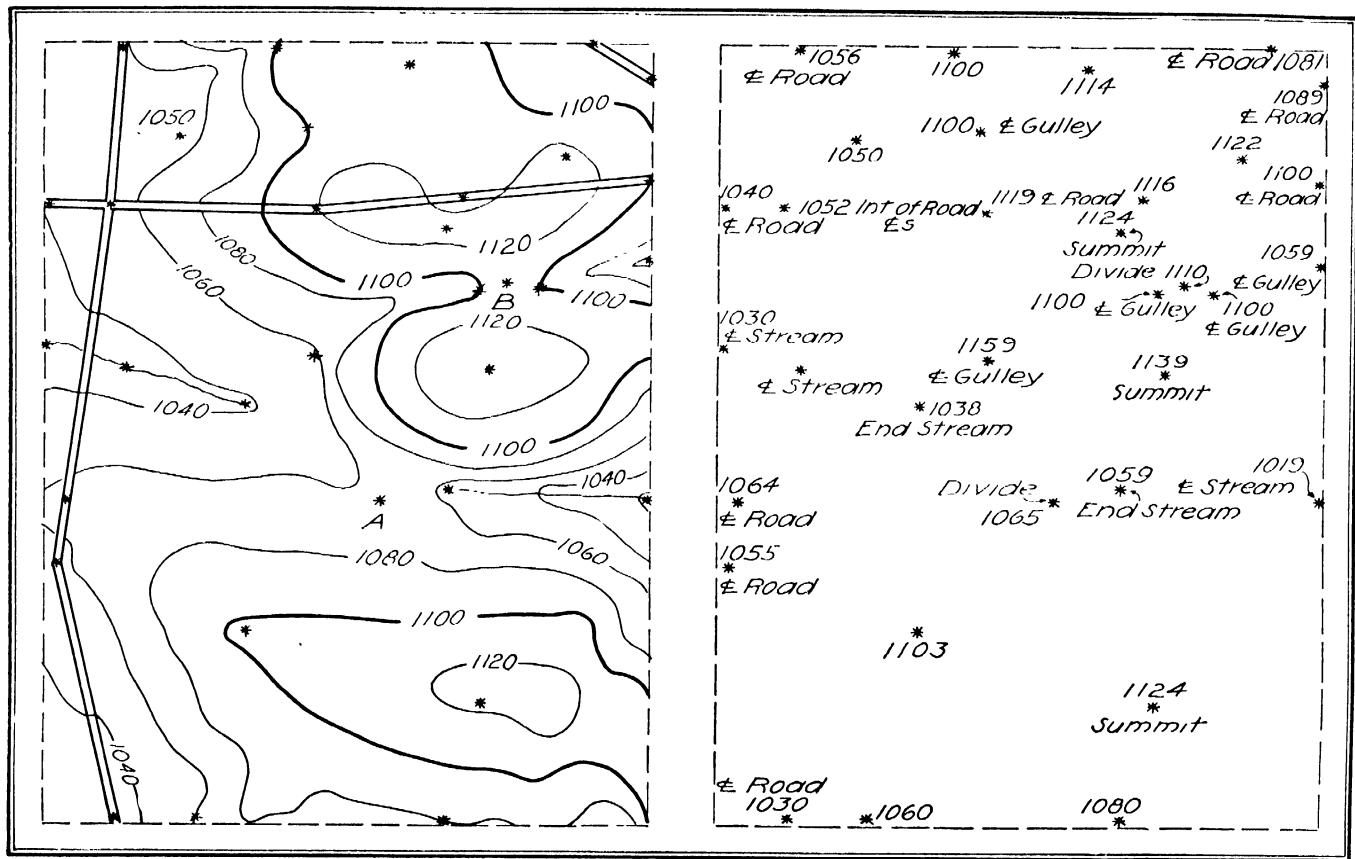 1050
1100
1120
1080
1060
1100
B
1100
1120
1040
1100
1040
A
1060
1080
1100
1120
1040
1056
℄ Road
1100
1114
℄ Road 1081
1089
℄ Road
1100 ℄ Gulley
1050
1122
1100
℄ Road
1040
℄ Road
1052 Int of Road
℄s
1119 ℄ Road
1116
1124
Summit
Divide 1110
1059
℄ Gulley
1100 ℄ Gulley
1100
℄ Gulley
1030
℄ Stream
℄ Stream
1159
℄ Gulley
1139
Summit
1038
End Stream
1064
℄ Road
Divide
1065
1059
End Stream
1019
℄ Stream
1055
℄ Road
1103
1124
Summit
℄ Road
1030
1060
1080